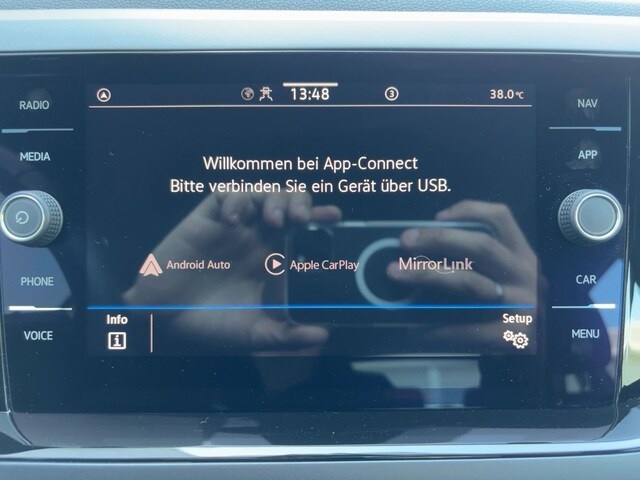 RADIO
MEDIA
PHONE
VOICE
13:48
3
38.0°C
Willkommen bei App-Connect
Bitte verbinden Sie ein Gerät über USB.
Android Auto
Apple CarPlay
MirrorLink
Info
i
Setup
NAV
APP
CAR
MENU